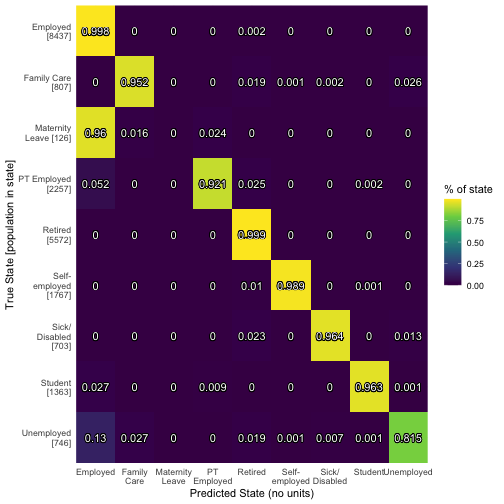 Employed
[8437]
0.998 0 0 0 0.002 0 0 0 0
Family Care
[807]
0 0.952 0 0 0.019 0.001 0.002 0 0.026
Maternity
Leave [126]
0.96 0.016 0 0.024 0 0 0 0 0
PT Employed
[2257]
0.052 0 0 0.921 0.025 0 0 0.002 0
Retired
[5572]
0 0 0 0 0.999 0 0 0 0
Self-
employed
[1767]
0 0 0 0 0.01 0.989 0 0.001 0
Sick/
Disabled
[703]
0 0 0 0 0.023 0 0.964 0 0.013
Student
[1363]
0.027 0 0 0.009 0 0 0 0.963 0.001
Unemployed
[746]
0.13 0.027 0 0 0.019 0.001 0.007 0.001 0.815
Employed Family Maternity PT Retired Self- Sick/ Student Unemployed
Care Leave Employed employed Disabled
Predicted State (no units)
True State [population in state]
% of state
0.75
0.50
0.25
0.00